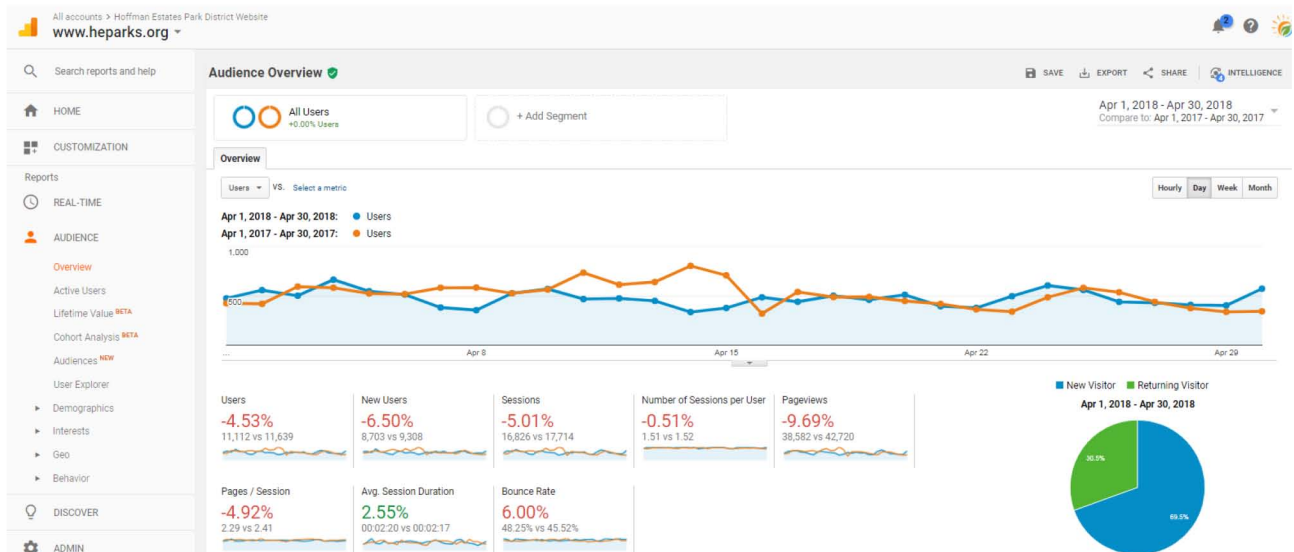 All accounts > Hoffman Estates Park District Website
www.heparks.org
2
Search reports and help
Audience Overview
SAVE
EXPORT
SHARE
4
INTELLIGENCE
HOME
CUSTOMIZATION
Reports
REAL-TIME
AUDIENCE
Overview
Active Users
Lifetime Value BETA
Cohort Analysis BETA
Audiences NEW
User Explorer
Demographics
Interests
Geo
Behavior
DISCOVER
ADMIN
All Users
+0.00% Users
+ Add Segment
Apr 1, 2018 - Apr 30, 2018
Compare to: Apr 1, 2017 - Apr 30, 2017
Overview
Users VS. Select a metric
Hourly Day Week Month
Apr 1, 2018 - Apr 30, 2018: Users
Apr 1, 2017 - Apr 30, 2017: Users
1,000
500
... Apr 8 Apr 15 Apr 22 Apr 29
Users
-4.53%
11,112 vs 11,639
New Users
-6.50%
8,703 vs 9,308
Sessions
-5.01%
16,826 vs 17,714
Number of Sessions per User
-0.51%
1.51 vs 1.52
Pageviews
-9.69%
38,582 vs 42,720
Pages / Session
-4.92%
2.29 vs 2.41
Avg. Session Duration
2.55%
00:02:20 vs 00:02:17
Bounce Rate
6.00%
48.25% vs 45.52%
New Visitor Returning Visitor
Apr 1, 2018 - Apr 30, 2018
30.5%
69.5%